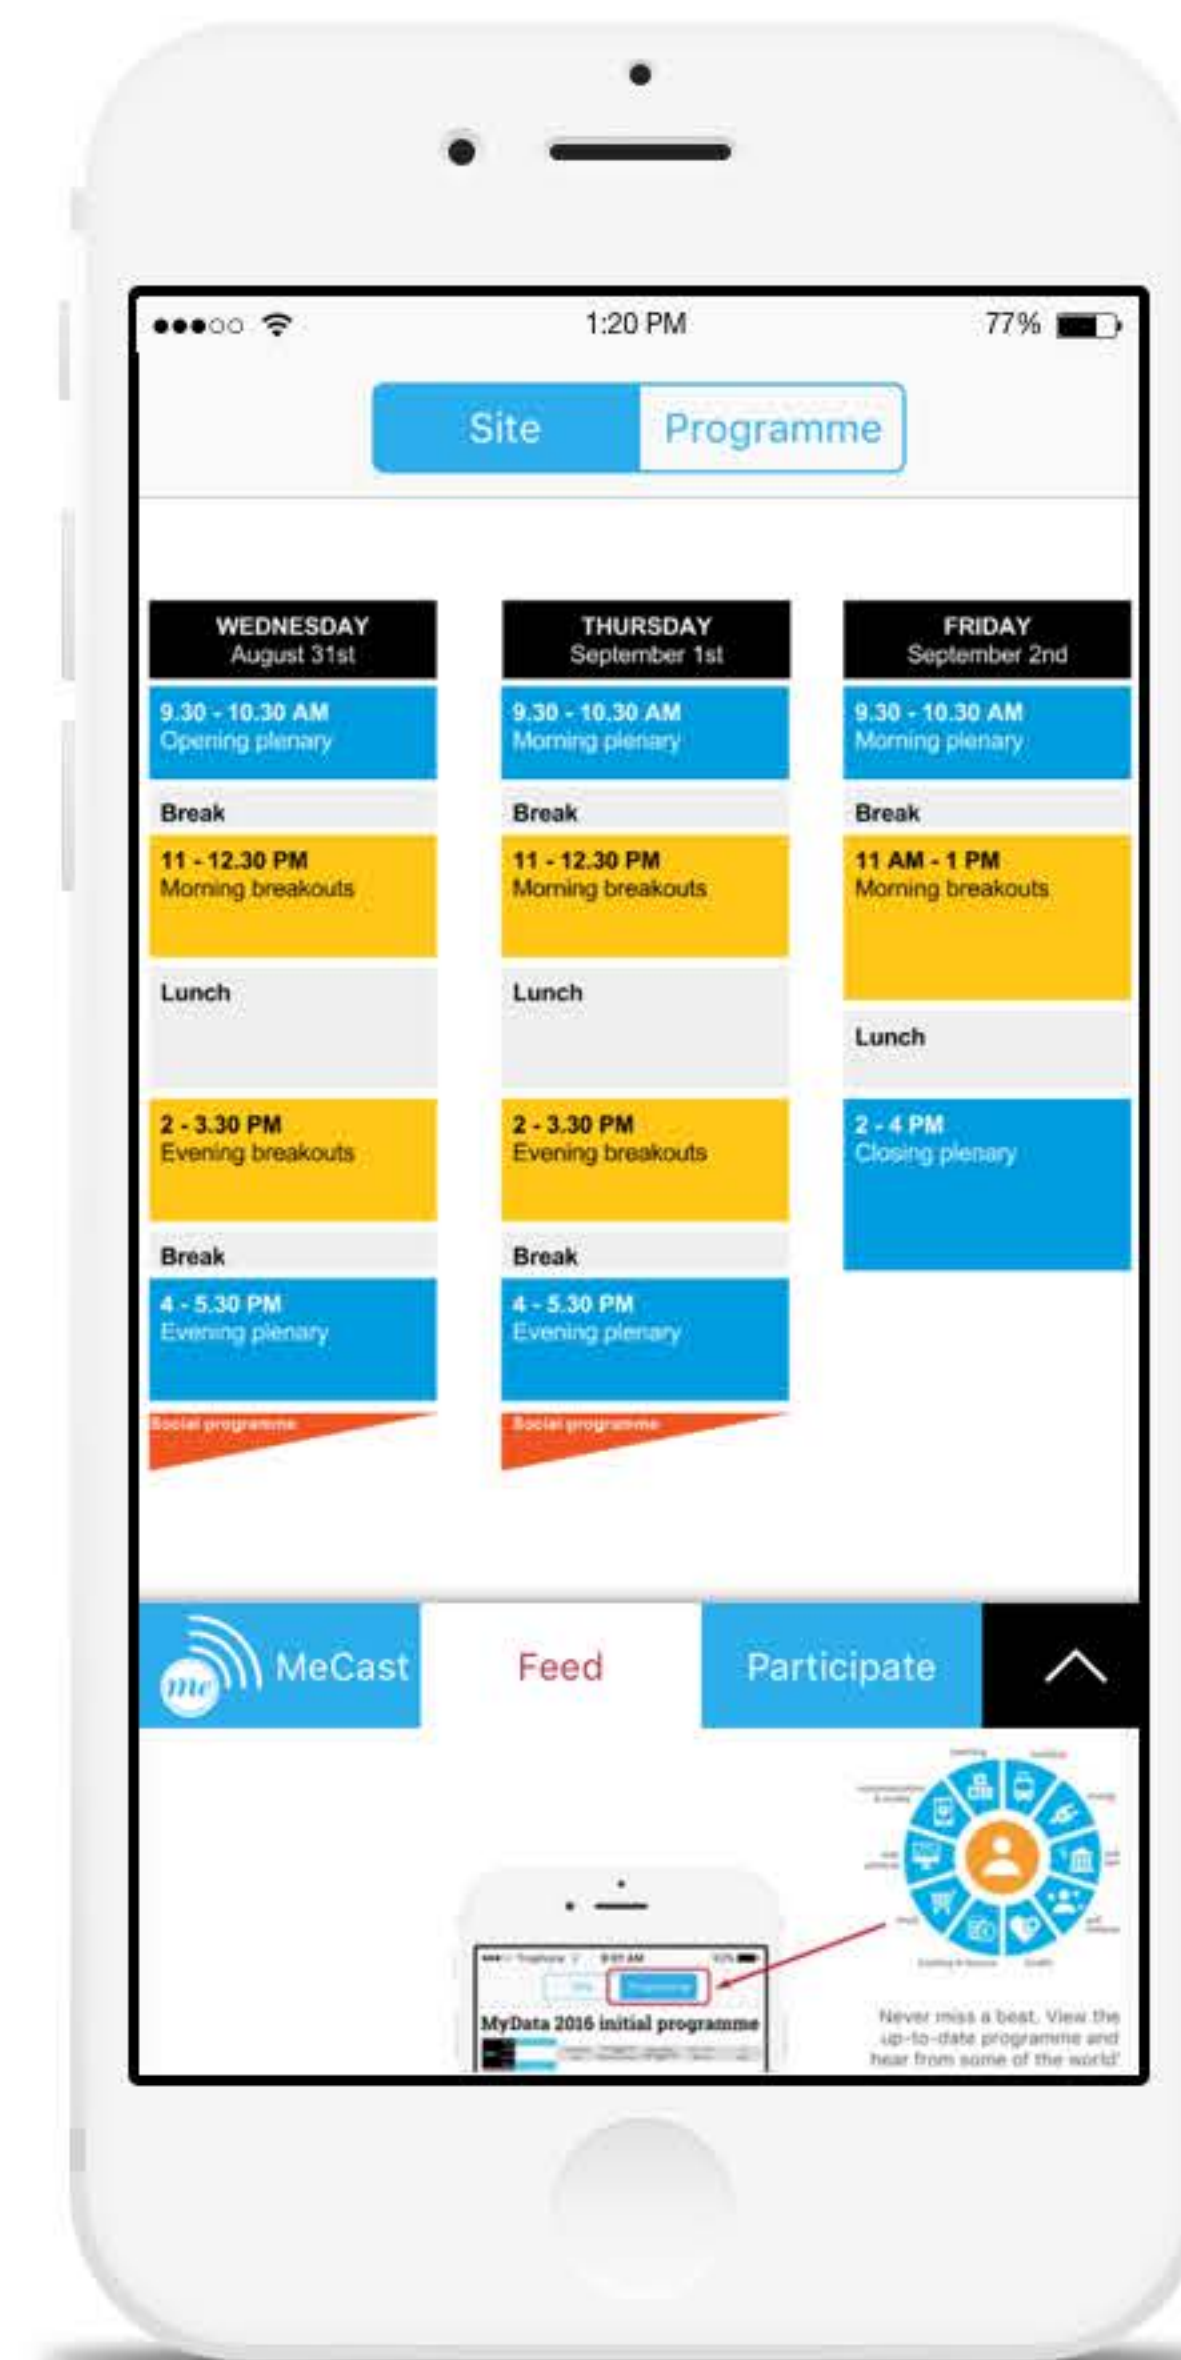 1:20 PM
77%
Site
Programme
WEDNESDAY
August 31st
9.30 - 10.30 AM
Opening plenary
Break
11 - 12.30 PM
Morning breakouts
Lunch
2 - 3.30 PM
Evening breakouts
Break
4 - 5.30 PM
Evening plenary
Social programme
THURSDAY
September 1st
9.30 - 10.30 AM
Morning plenary
Break
11 - 12.30 PM
Morning breakouts
Lunch
2 - 3.30 PM
Evening breakouts
Break
4 - 5.30 PM
Evening plenary
Social programme
FRIDAY
September 2nd
9.30 - 10.30 AM
Morning plenary
Break
11 AM - 1 PM
Morning breakouts
Lunch
2 - 4 PM
Closing plenary
me
MeCast
Feed
Participate
Programme
MyData 2016 initial programme
Never miss a beat. View the
up-to-date programme and
hear from some of the world'